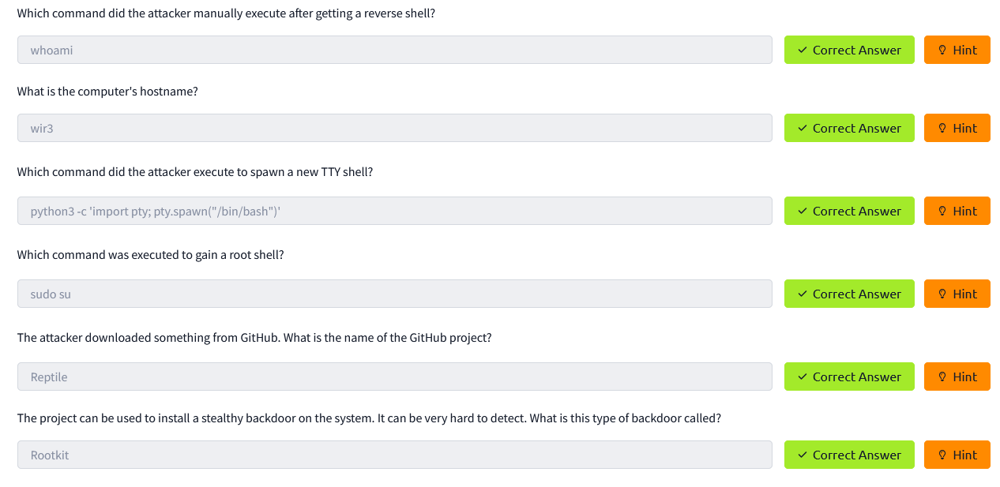 Which command did the attacker manually execute after getting a reverse shell?
whoami
Correct Answer
Hint
What is the computer's hostname?
wir3
Correct Answer
Hint
Which command did the attacker execute to spawn a new TTY shell?
python3 -c 'import pty; pty.spawn("/bin/bash")'
Correct Answer
Hint
Which command was executed to gain a root shell?
sudo su
Correct Answer
Hint
The attacker downloaded something from GitHub. What is the name of the GitHub project?
Reptile
Correct Answer
Hint
The project can be used to install a stealthy backdoor on the system. It can be very hard to detect. What is this type of backdoor called?
Rootkit
Correct Answer
Hint